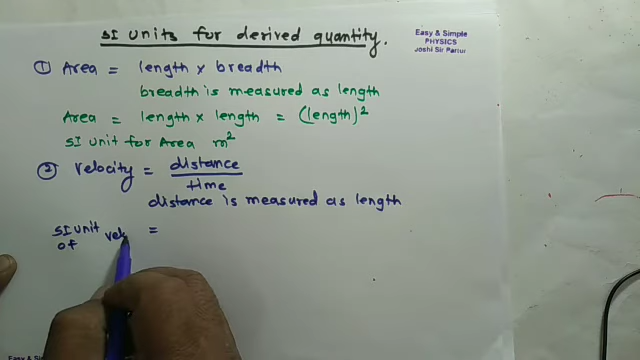 SI Units for derived quantity.
Easy & Simple
PHYSICS
Joshi Sir Parlur
① Area = length × breadth
breadth is measured as length
Area = length × length = (length)²
SI unit for Area m²
② Velocity = distance / time
distance is measured as length
SI unit of vel =
Easy & Sim